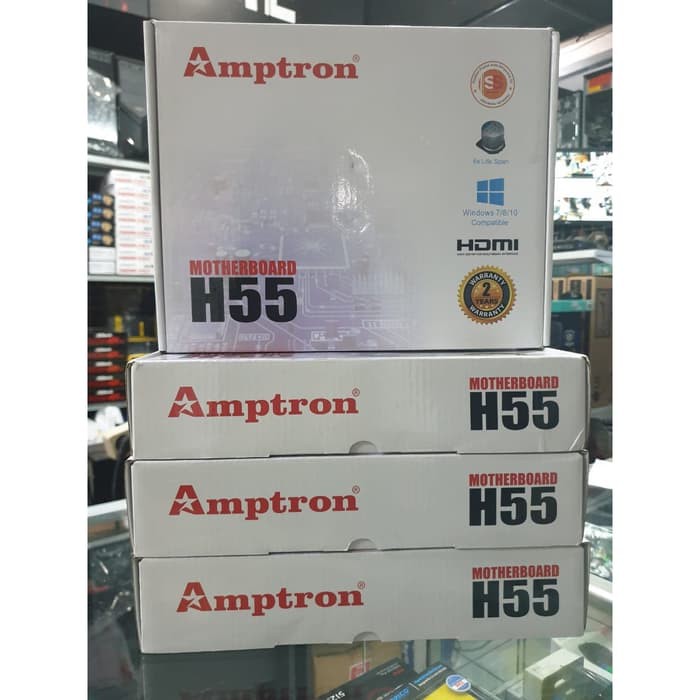 Amptron®
6x Life Span
Windows 7/8/10
Compatible
HDMI
MOTHERBOARD
H55
WARRANTY
2
YEARS
WARRANTY
Amptron®
MOTHERBOARD
H55
Amptron®
MOTHERBOARD
H55
Amptron®
MOTHERBOARD
H55